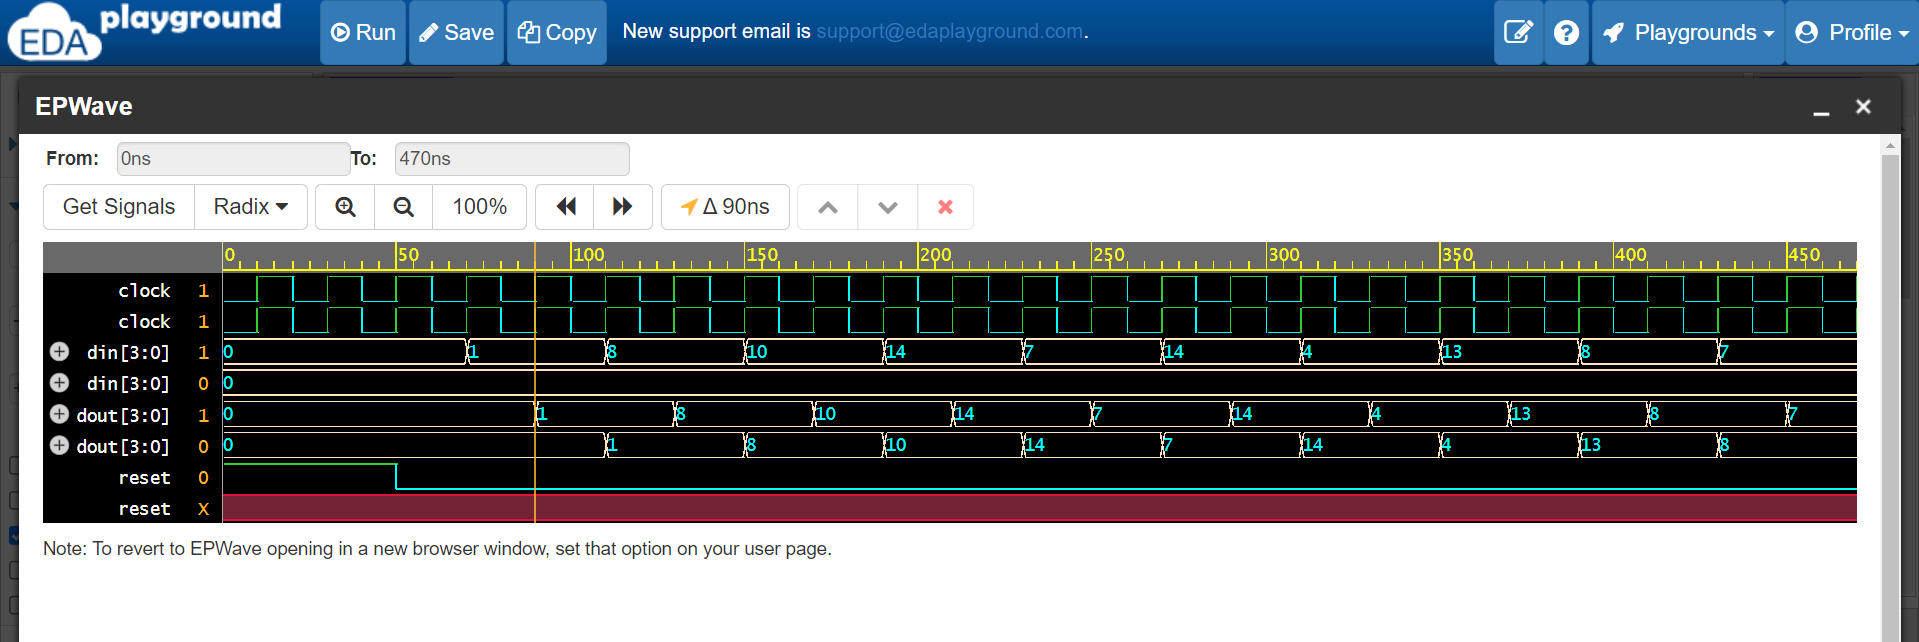 EDA playground Run Save Copy New support email is support@edaplayground.com. Playgrounds Profile
EPWave
From: 0ns To: 470ns
Get Signals Radix 100% Δ 90ns
0 50 100 150 200 250 300 350 400 450
clock 1
clock 1
din[3:0] 1 0 1 8 10 14 7 14 4 13 8 7
din[3:0] 0 0
dout[3:0] 1 0 1 8 10 14 7 14 4 13 8 7
dout[3:0] 0 0 1 8 10 14 7 14 4 13 8
reset 0
reset X
Note: To revert to EPWave opening in a new browser window, set that option on your user page.